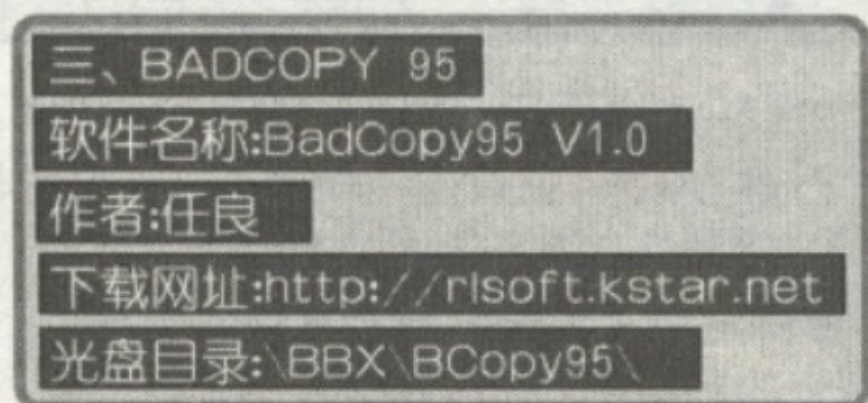 三、BADCOPY 95
软件名称:BadCopy95 V1.0
作者:任良
下载网址:http://rlsoft.kstar.net
光盘目录:\BBX\BCopy95\